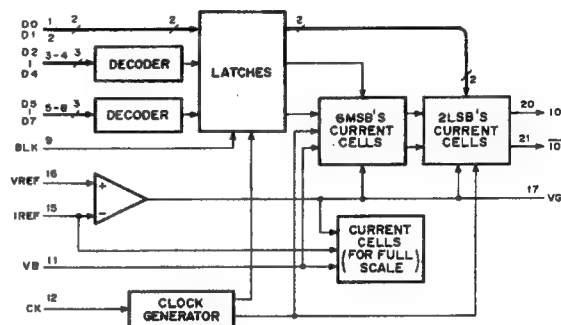 D0 1 2 2 2
D1 2
D2 3-4 3
D4
DECODER
LATCHES
2
D5 5-8 3
D7
DECODER
6MSB'S
CURRENT
CELLS
2LSB'S
CURRENT
CELLS
20 IO
21 IO
BLK 9
VREF 16
+
IREF 15
-
17 VG
CURRENT
CELLS
(FOR FULL)
SCALE
VB 11
CK 12
CLOCK
GENERATOR